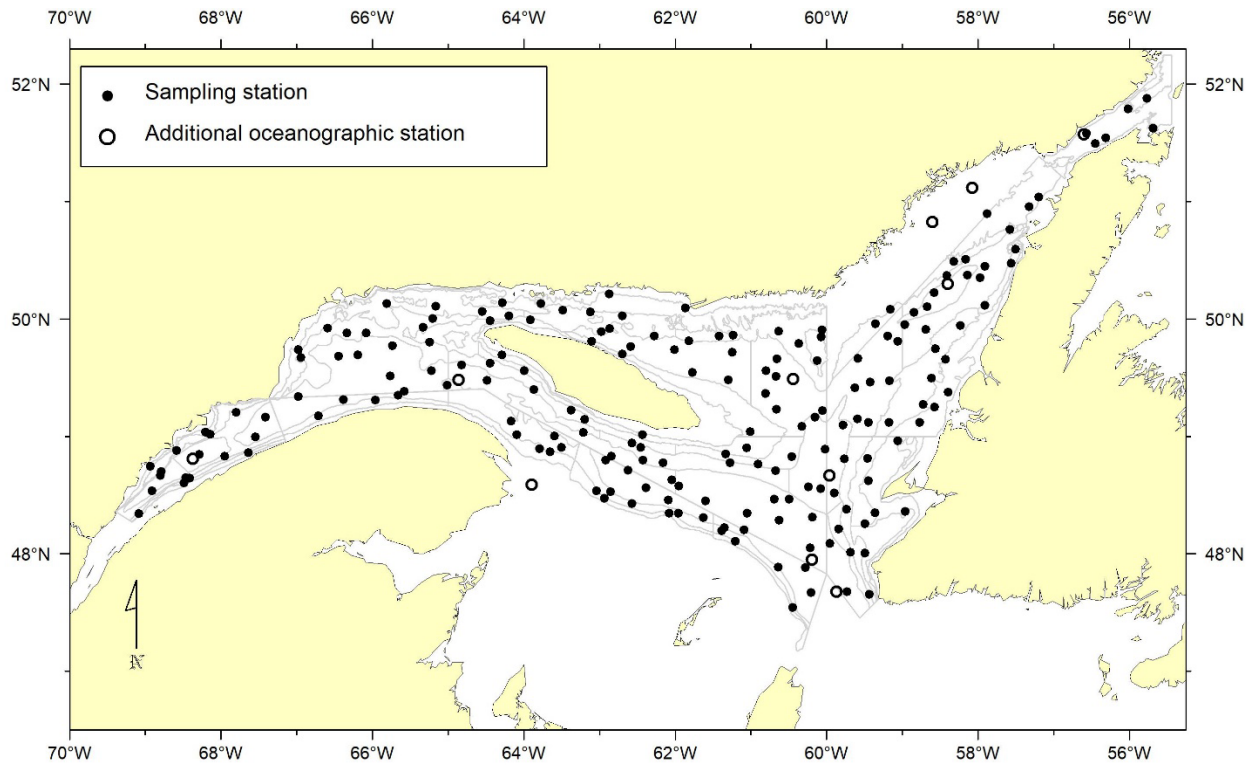 70°W 68°W 66°W 64°W 62°W 60°W 58°W 56°W
52°N 52°N
Sampling station
Additional oceanographic station
50°N 50°N
48°N 48°N
N
70°W 68°W 66°W 64°W 62°W 60°W 58°W 56°W